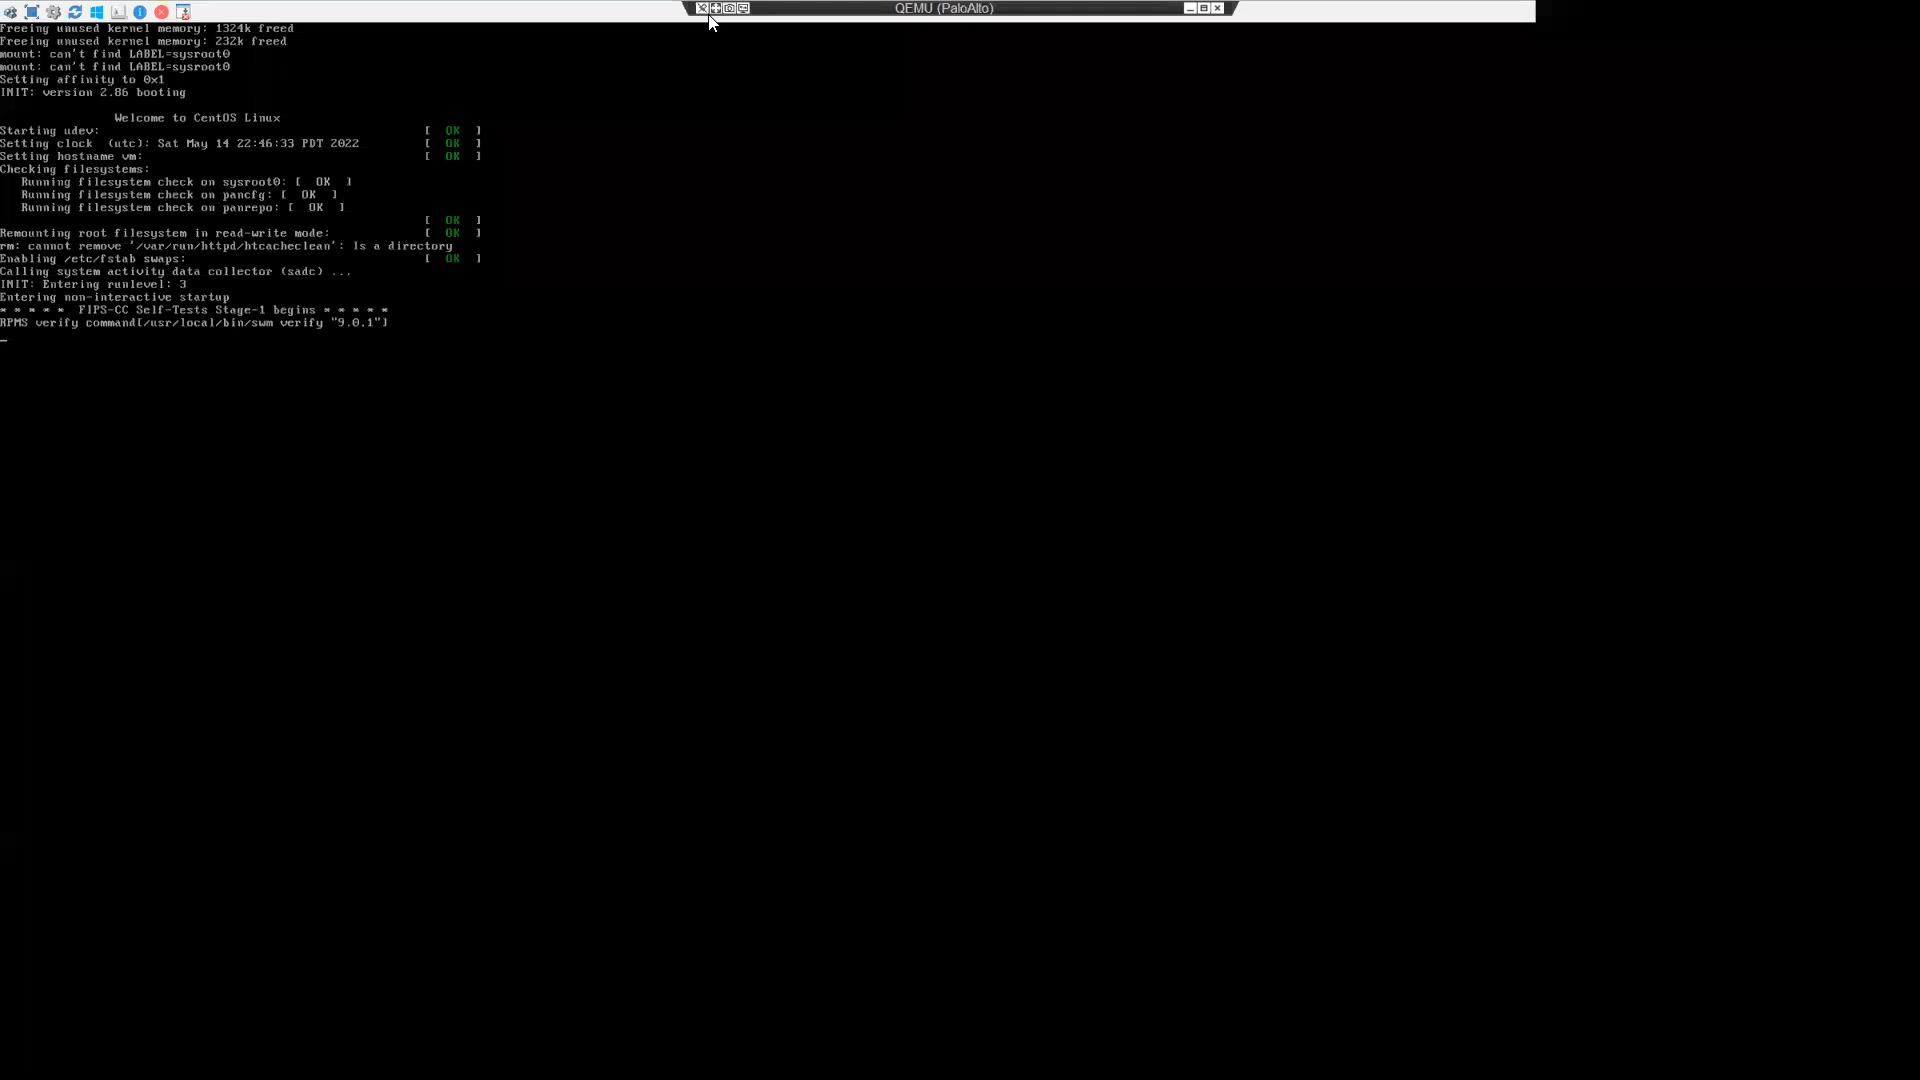 QEMU (PaloAlto)
Freeing unused kernel memory: 1324k freed
Freeing unused kernel memory: 232k freed
mount: can't find LABEL=sysroot0
mount: can't find LABEL=sysroot0
Setting affinity to 0x1
INIT: version 2.86 booting
Welcome to CentOS Linux
Starting udev: [ OK ]
Setting clock (utc): Sat May 14 22:46:33 PDT 2022 [ OK ]
Setting hostname vm: [ OK ]
Checking filesystems:
Running filesystem check on sysroot0: [ OK ]
Running filesystem check on pancfg: [ OK ]
Running filesystem check on panrepo: [ OK ]
[ OK ]
Remounting root filesystem in read-write mode: [ OK ]
rm: cannot remove '/var/run/httpd/htcacheclean': Is a directory
Enabling /etc/fstab swaps: [ OK ]
Calling system activity data collector (sadc) ...
INIT: Entering runlevel: 3
Entering non-interactive startup
* * * * * FIPS-CC Self-Tests Stage-1 begins * * * * *
RPMS verify command[/usr/local/bin/swm verify "9.0.1"]
_